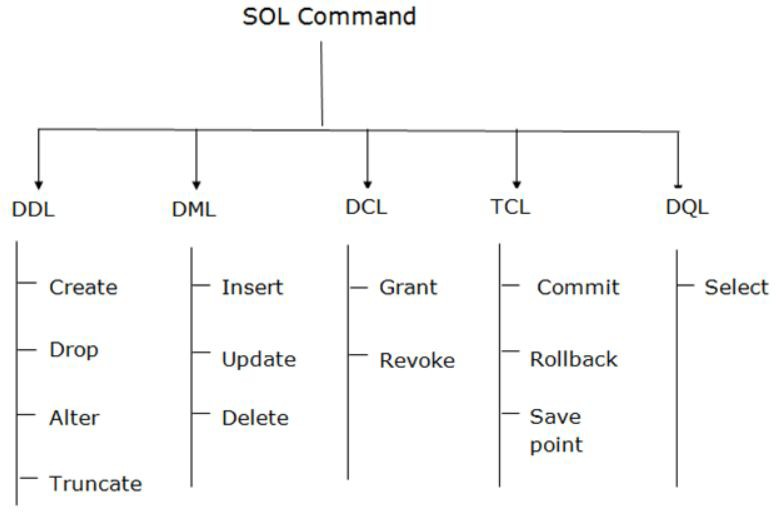 SOL Command
DDL
DML
DCL
TCL
DQL
Create
Drop
Alter
Truncate
Insert
Update
Delete
Grant
Revoke
Commit
Rollback
Save
point
Select